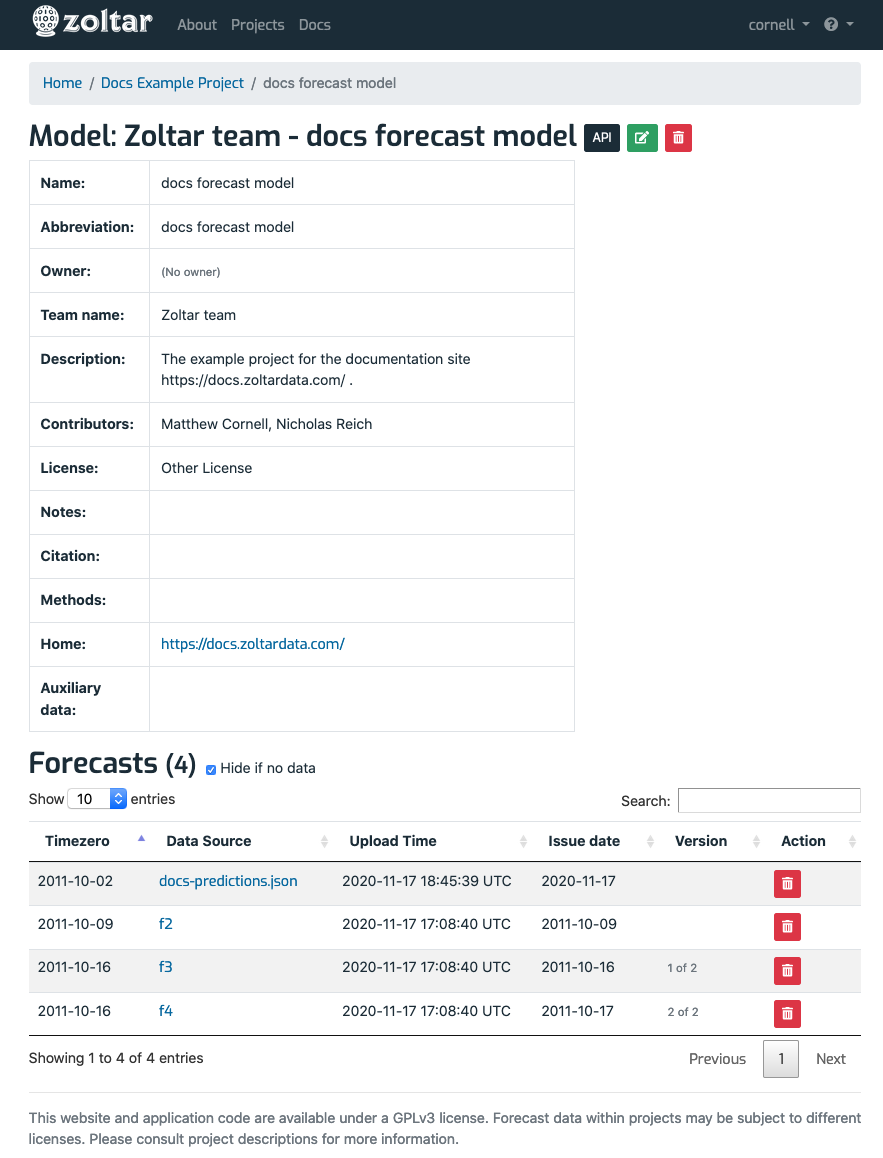 zoltar About Projects Docs cornell
Home / Docs Example Project / docs forecast model
Model: Zoltar team - docs forecast model API
Name: docs forecast model
Abbreviation: docs forecast model
Owner: (No owner)
Team name: Zoltar team
Description: The example project for the documentation site
https://docs.zoltardata.com/ .
Contributors: Matthew Cornell, Nicholas Reich
License: Other License
Notes:
Citation:
Methods:
Home: https://docs.zoltardata.com/
Auxiliary
data:
Forecasts (4) Hide if no data
Show 10 entries Search:
Timezero Data Source Upload Time Issue date Version Action
2011-10-02 docs-predictions.json 2020-11-17 18:45:39 UTC 2020-11-17
2011-10-09 f2 2020-11-17 17:08:40 UTC 2011-10-09
2011-10-16 f3 2020-11-17 17:08:40 UTC 2011-10-16 1 of 2
2011-10-16 f4 2020-11-17 17:08:40 UTC 2011-10-17 2 of 2
Showing 1 to 4 of 4 entries Previous 1 Next
This website and application code are available under a GPLv3 license. Forecast data within projects may be subject to different
licenses. Please consult project descriptions for more information.